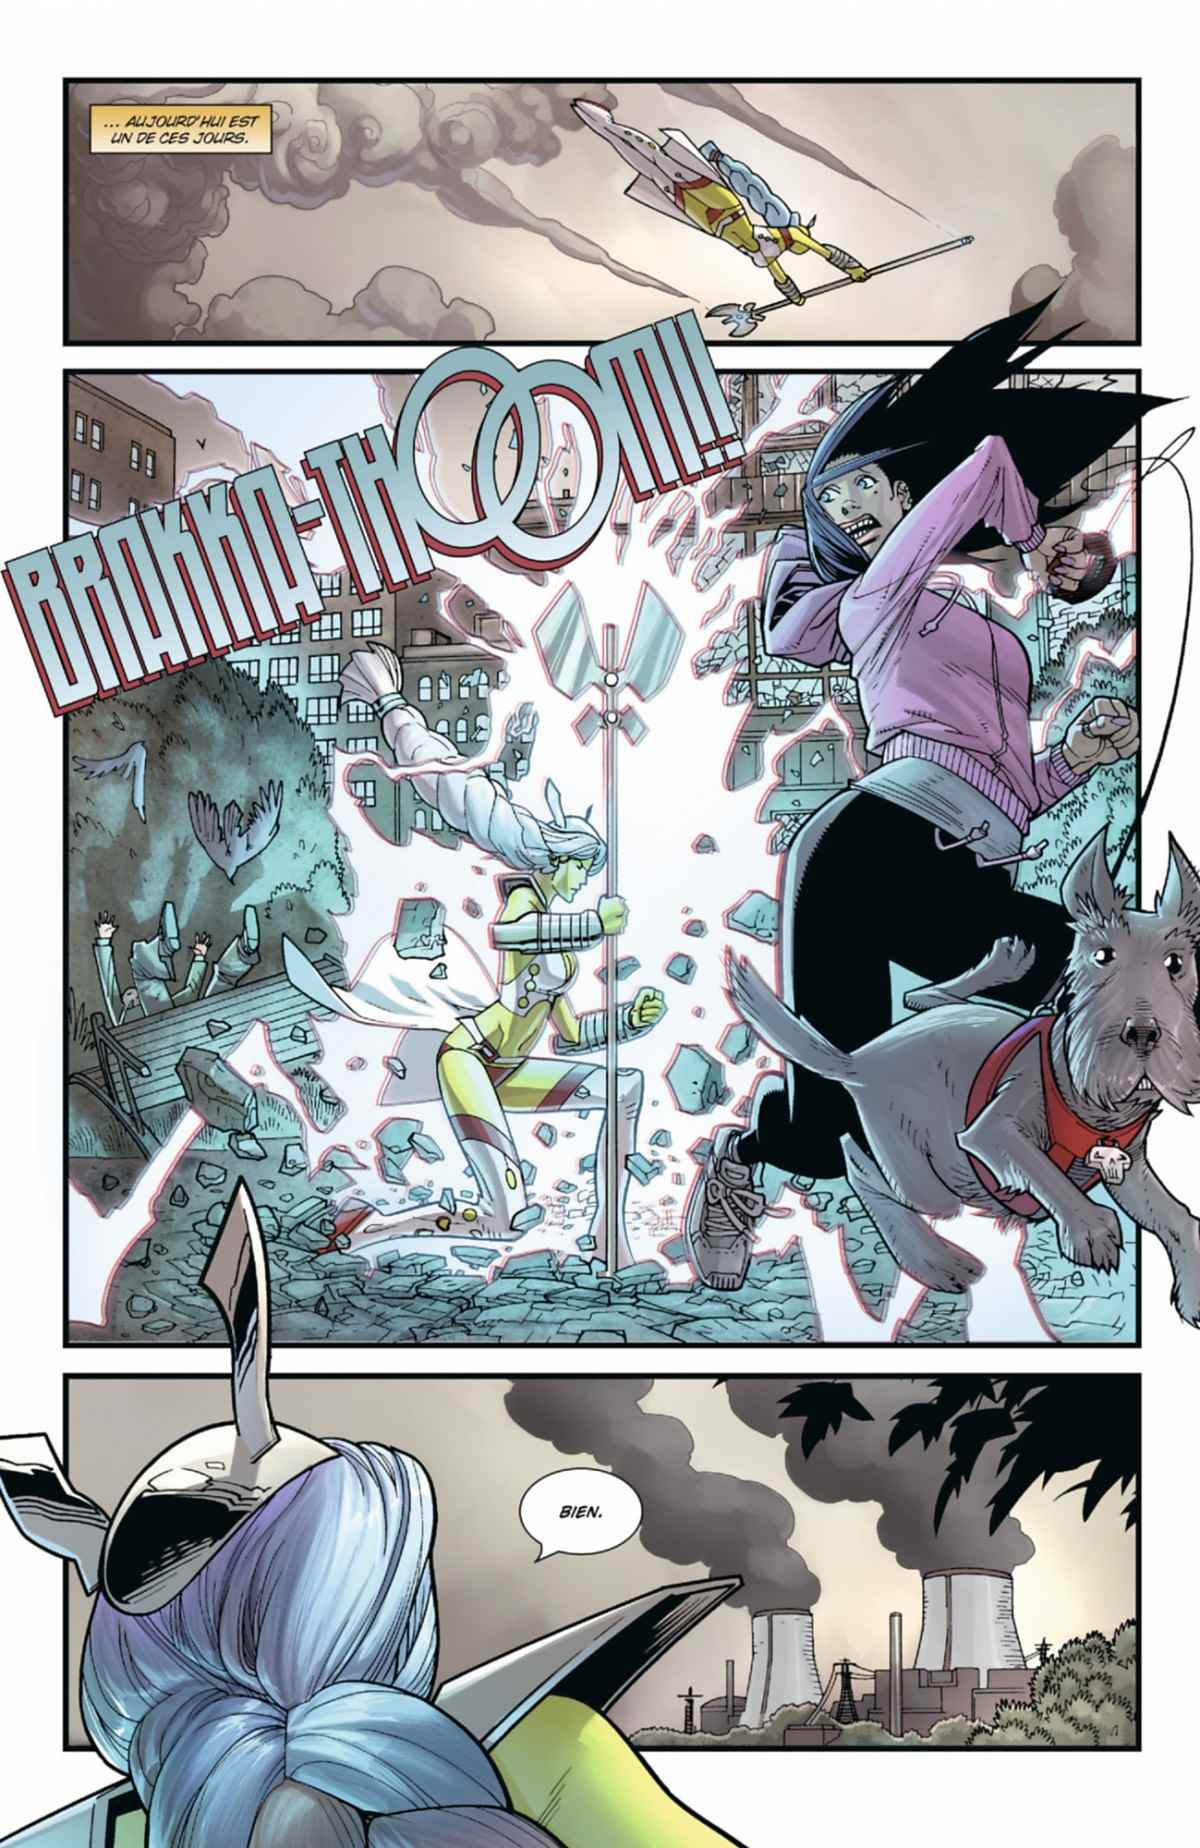 ... AUJOURD'HUI EST
UN DE CES JOURS.
BRAKKA-THOOM!!
BIEN.